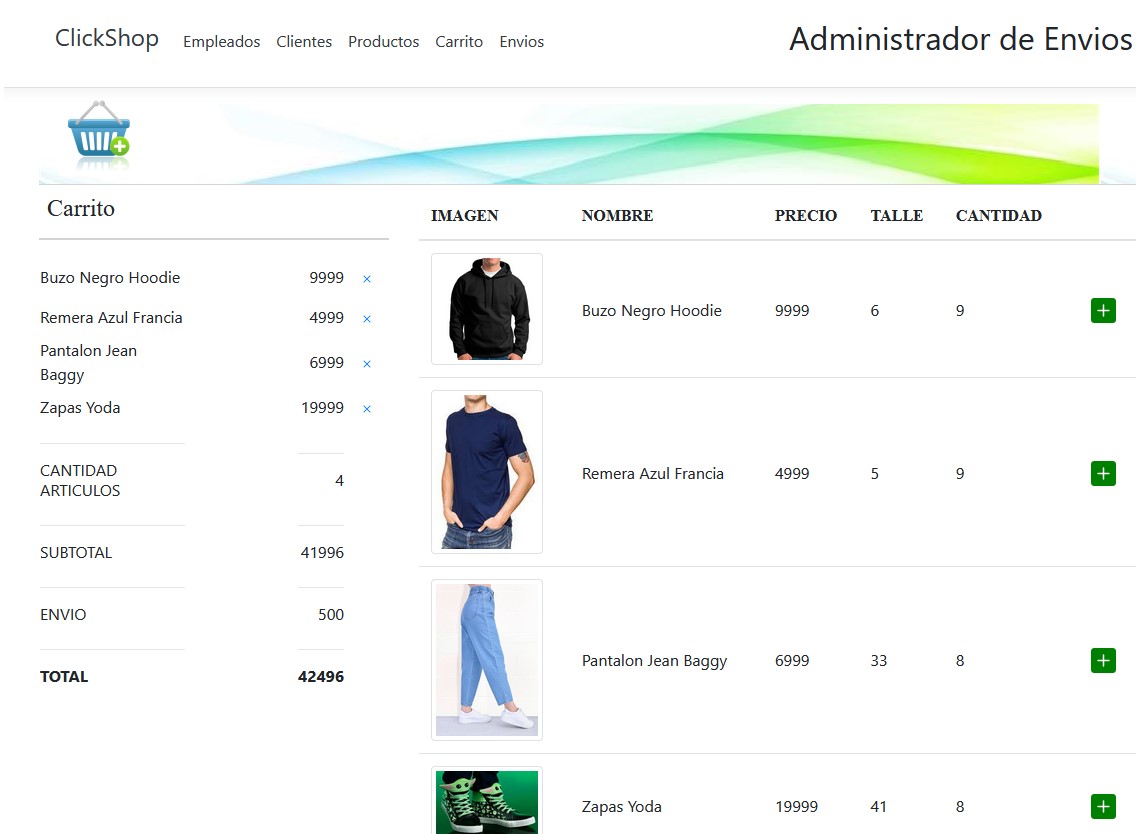 ClickShop Empleados Clientes Productos Carrito Envios Administrador de Envios
Carrito
Buzo Negro Hoodie 9999 ×
Remera Azul Francia 4999 ×
Pantalon Jean
Baggy 6999 ×
Zapas Yoda 19999 ×
CANTIDAD
ARTICULOS 4
SUBTOTAL 41996
ENVIO 500
TOTAL 42496
IMAGEN NOMBRE PRECIO TALLE CANTIDAD
Buzo Negro Hoodie 9999 6 9 +
Remera Azul Francia 4999 5 9 +
Pantalon Jean Baggy 6999 33 8 +
Zapas Yoda 19999 41 8 +